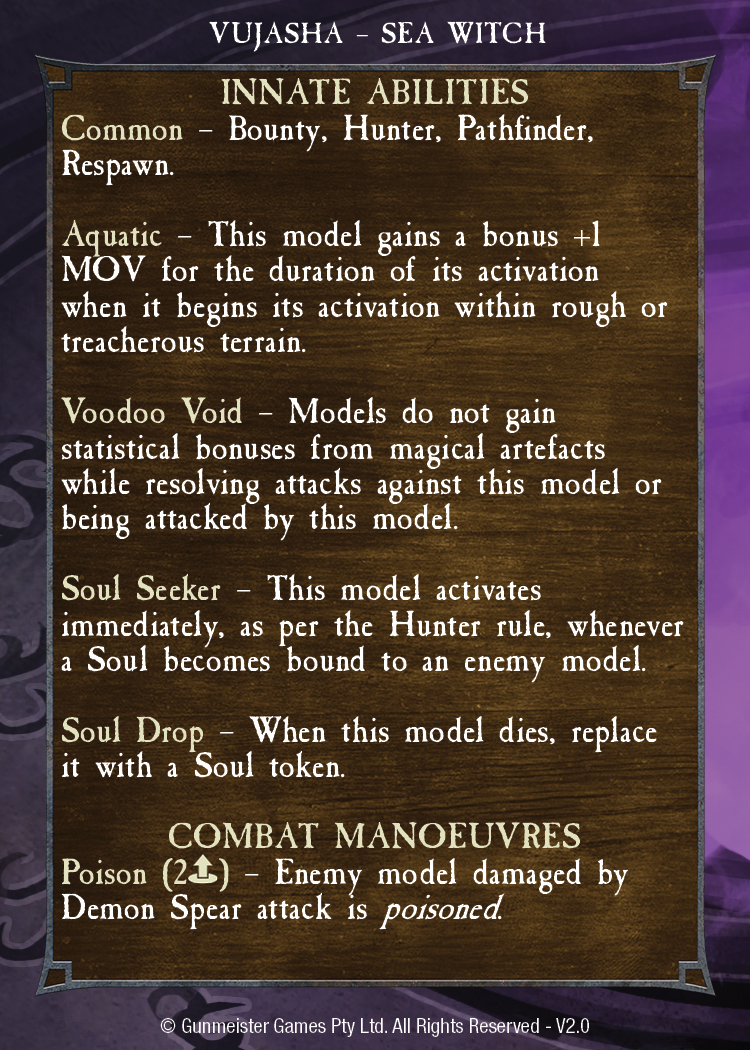 VUJASHA – SEA WITCH
INNATE ABILITIES
Common – Bounty, Hunter, Pathfinder,
Respawn.
Aquatic – This model gains a bonus +1
MOV for the duration of its activation
when it begins its activation within rough or
treacherous terrain.
Voodoo Void – Models do not gain
statistical bonuses from magical artefacts
while resolving attacks against this model or
being attacked by this model.
Soul Seeker – This model activates
immediately, as per the Hunter rule, whenever
a Soul becomes bound to an enemy model.
Soul Drop – When this model dies, replace
it with a Soul token.
COMBAT MANOEUVRES
Poison (2) – Enemy model damaged by
Demon Spear attack is poisoned.
© Gunmeister Games Pty Ltd. All Rights Reserved - V2.0